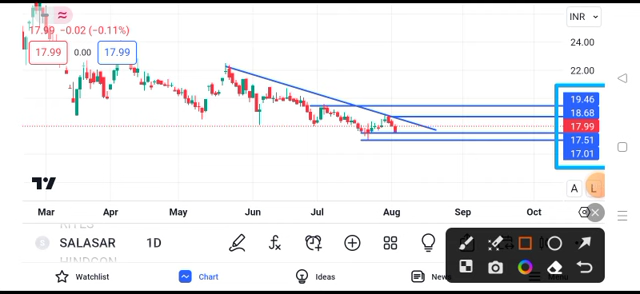 17.99 −0.02 (−0.11%)
17.99 0.00 17.99
INR
24.00
22.00
19.46
18.68
17.99
17.51
17.01
A L
Mar Apr May Jun Jul Aug Sep Oct
SALASAR 1D
Watchlist Chart Ideas News Menu